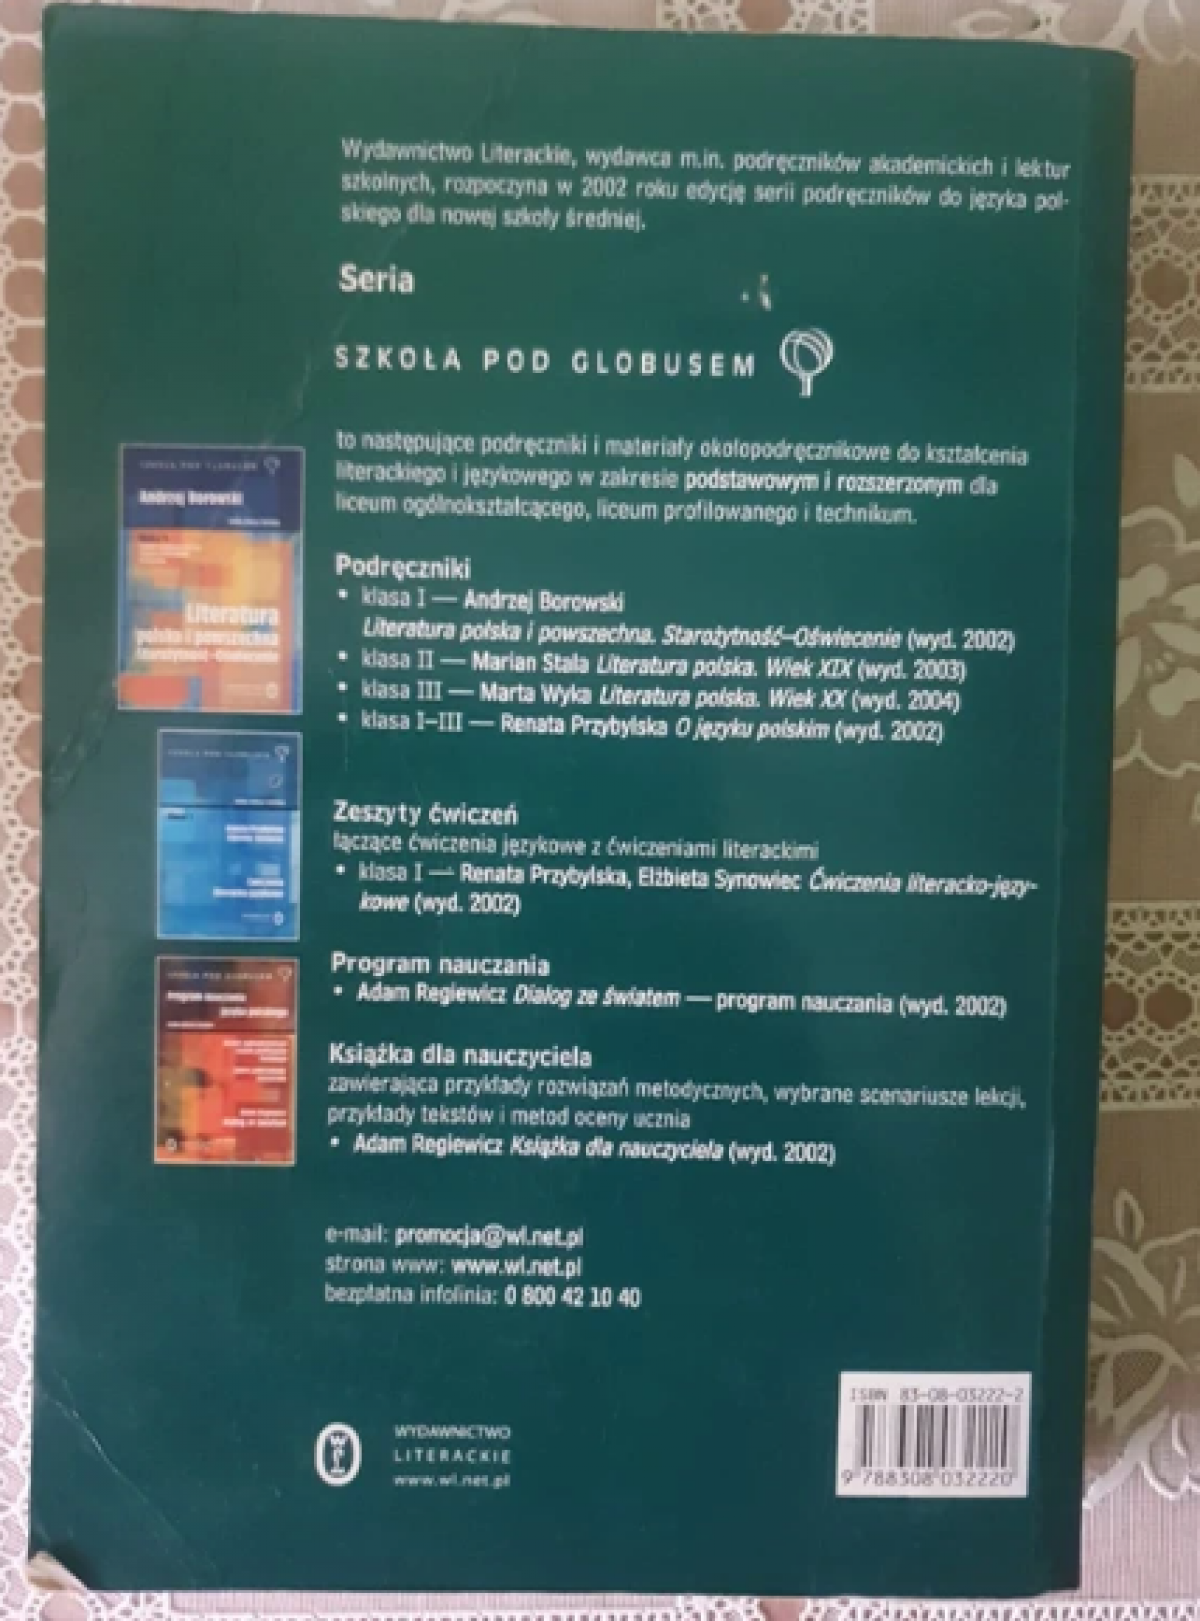 Wydawnictwo Literackie, wydawca m.in. podręczników akademickich i lektur
szkolnych, rozpoczyna w 2002 roku edycję serii podręczników do języka pol-
skiego dla nowej szkoły średniej.
Seria
SZKOŁA POD GLOBUSEM
to następujące podręczniki i materiały okołopodręcznikowe do kształcenia
literackiego i językowego w zakresie podstawowym i rozszerzonym dla
liceum ogólnokształcącego, liceum profilowanego i technikum.
Andrzej Borowski
Literatura
polska i powszechna
Starożytność–Oświecenie
Podręczniki
• klasa I — Andrzej Borowski
Literatura polska i powszechna. Starożytność–Oświecenie (wyd. 2002)
• klasa II — Marian Stala Literatura polska. Wiek XIX (wyd. 2003)
• klasa III — Marta Wyka Literatura polska. Wiek XX (wyd. 2004)
• klasa I–III — Renata Przybylska O języku polskim (wyd. 2002)
Zeszyty ćwiczeń
łączące ćwiczenia językowe z ćwiczeniami literackimi
• klasa I — Renata Przybylska, Elżbieta Synowiec Ćwiczenia literacko-języ-
kowe (wyd. 2002)
Program nauczania
• Adam Regiewicz Dialog ze światem — program nauczania (wyd. 2002)
Książka dla nauczyciela
zawierająca przykłady rozwiązań metodycznych, wybrane scenariusze lekcji,
przykłady tekstów i metod oceny ucznia
• Adam Regiewicz Książka dla nauczyciela (wyd. 2002)
e-mail: promocja@wl.net.pl
strona www: www.wl.net.pl
bezpłatna infolinia: 0 800 42 10 40
WYDAWNICTWO
LITERACKIE
www.wl.net.pl
ISBN 83-08-03222-2
9 788308 032220